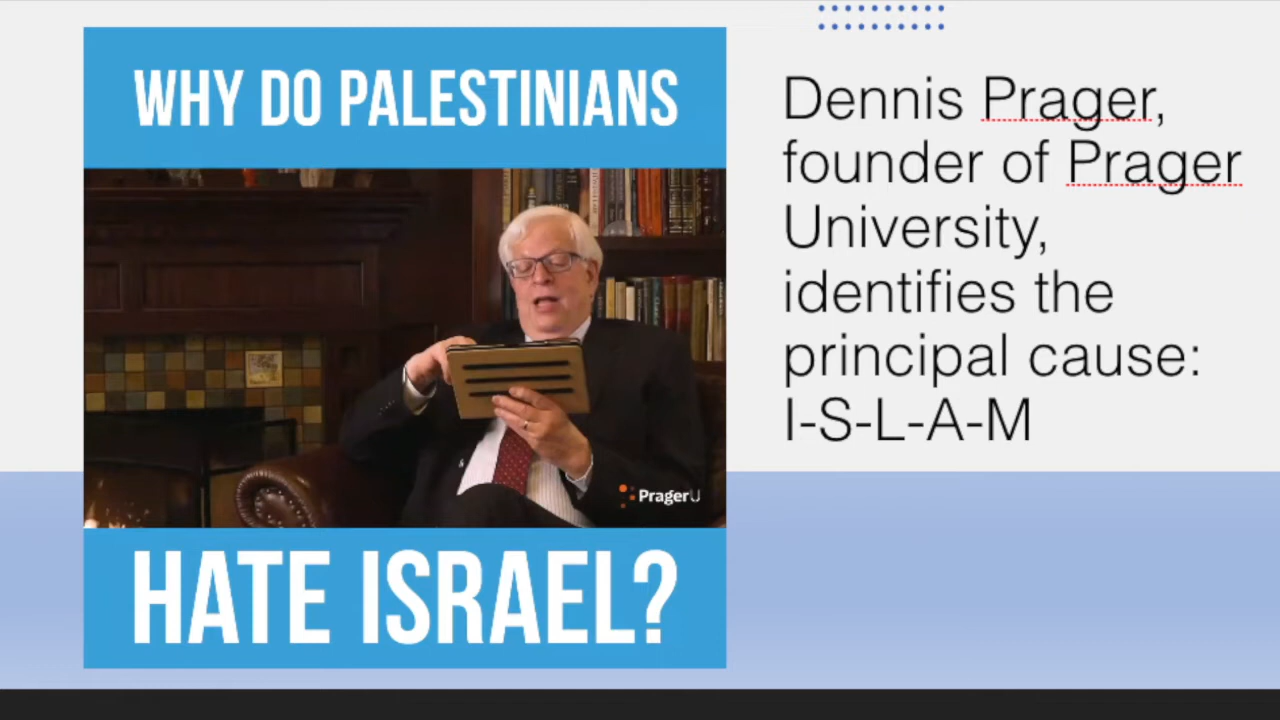 WHY DO PALESTINIANS
PragerU
HATE ISRAEL?
Dennis Prager,
founder of Prager
University,
identifies the
principal cause:
I-S-L-A-M